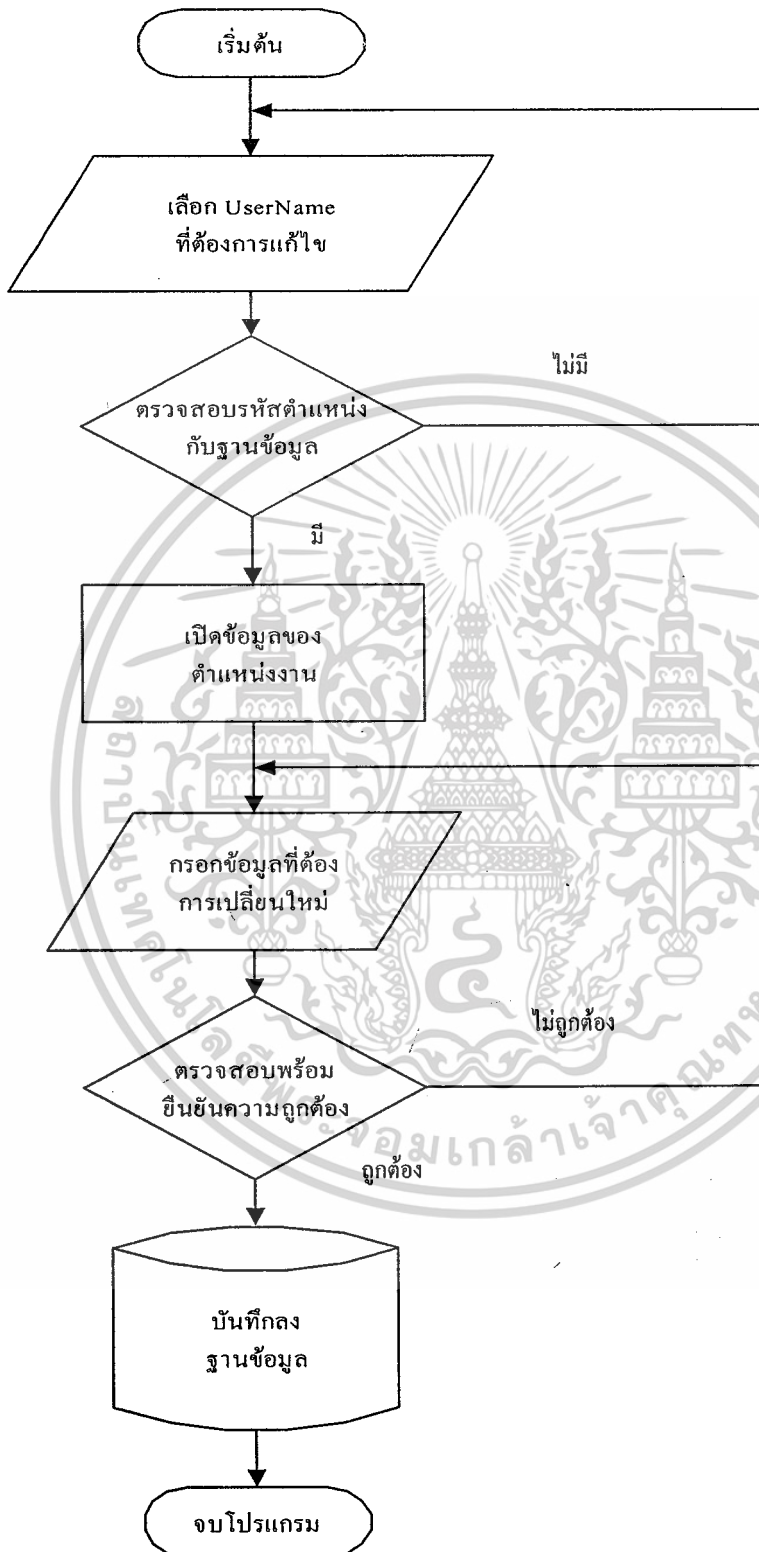 เริ่มต้น
เลือก UserName
ที่ต้องการแก้ไข
ไม่มี
ตรวจสอบรหัสตำแหน่ง
กับฐานข้อมูล
มี
เปิดข้อมูลของ
ตำแหน่งงาน
กรอกข้อมูลที่ต้อง
การเปลี่ยนใหม่
ไม่ถูกต้อง
ตรวจสอบพร้อม
ยืนยันความถูกต้อง
ถูกต้อง
บันทึกลง
ฐานข้อมูล
จบโปรแกรม